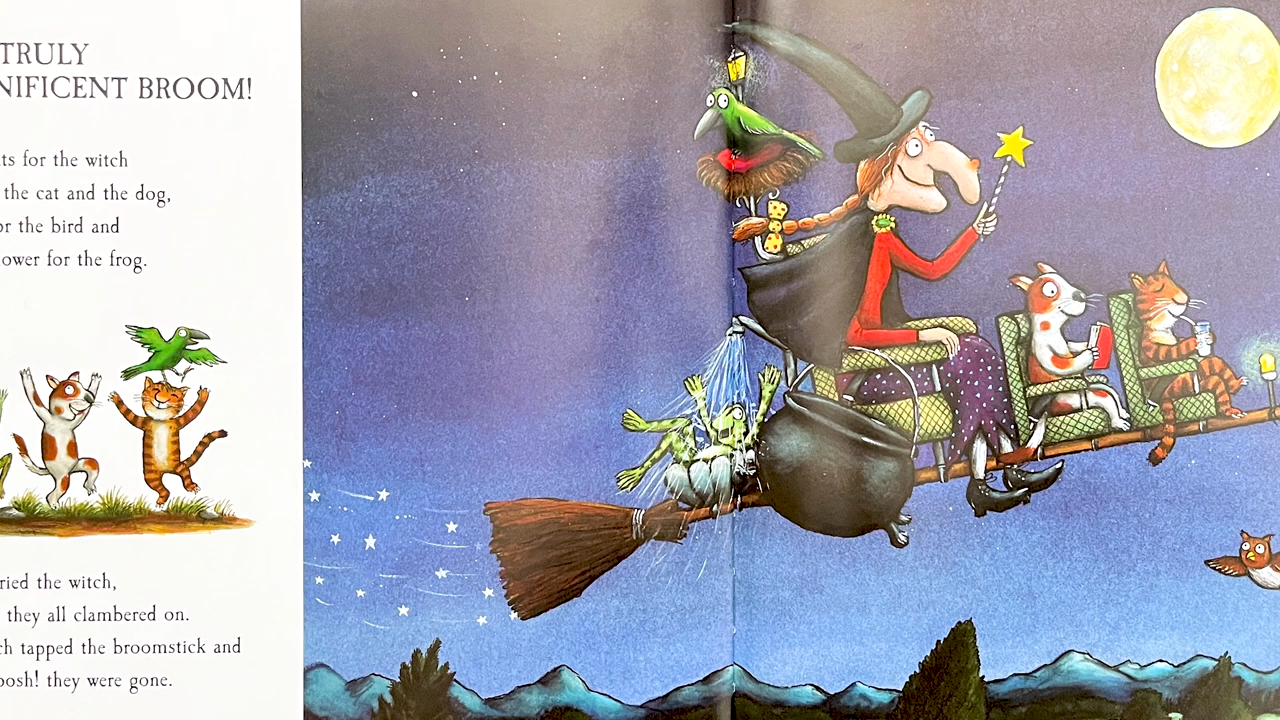 TRULY
NIFICENT BROOM!
ts for the witch
the cat and the dog,
or the bird and
ower for the frog.
ried the witch,
they all clambered on.
ch tapped the broomstick and
oosh! they were gone.